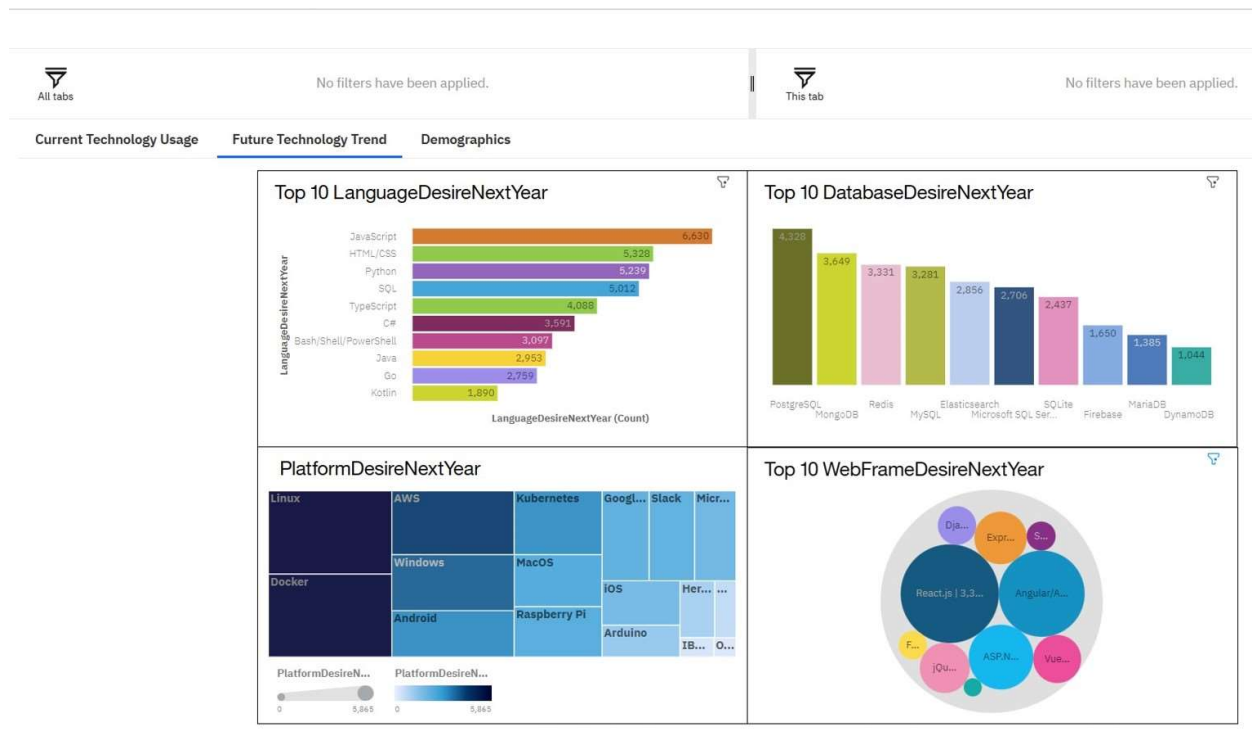 No filters have been applied.
No filters have been applied.
All tabs
This tab
Current Technology Usage
Future Technology Trend
Demographics
Top 10 LanguageDesireNextYear
LanguageDesireNextYear
JavaScript 6,630
HTML/CSS 5,328
Python 5,239
SQL 5,012
TypeScript 4,088
C# 3,591
Bash/Shell/PowerShell 3,097
Java 2,953
Go 2,759
Kotlin 1,890
LanguageDesireNextYear (Count)
Top 10 DatabaseDesireNextYear
4,328
3,649
3,331
3,281
2,856
2,706
2,437
1,650
1,385
1,044
PostgreSQL
MongoDB
Redis
MySQL
Elasticsearch
Microsoft SQL Ser...
SQLite
Firebase
MariaDB
DynamoDB
PlatformDesireNextYear
Linux
AWS
Kubernetes
Googl...
Slack
Micr...
Docker
Windows
MacOS
iOS
Her...
...
Android
Raspberry Pi
Arduino
IB...
O...
PlatformDesireN...
0 5,865
PlatformDesireN...
0 5,865
Top 10 WebFrameDesireNextYear
Dja...
Expr...
S...
React.js | 3,3...
Angular/A...
F...
jQu...
ASP.N...
Vue...